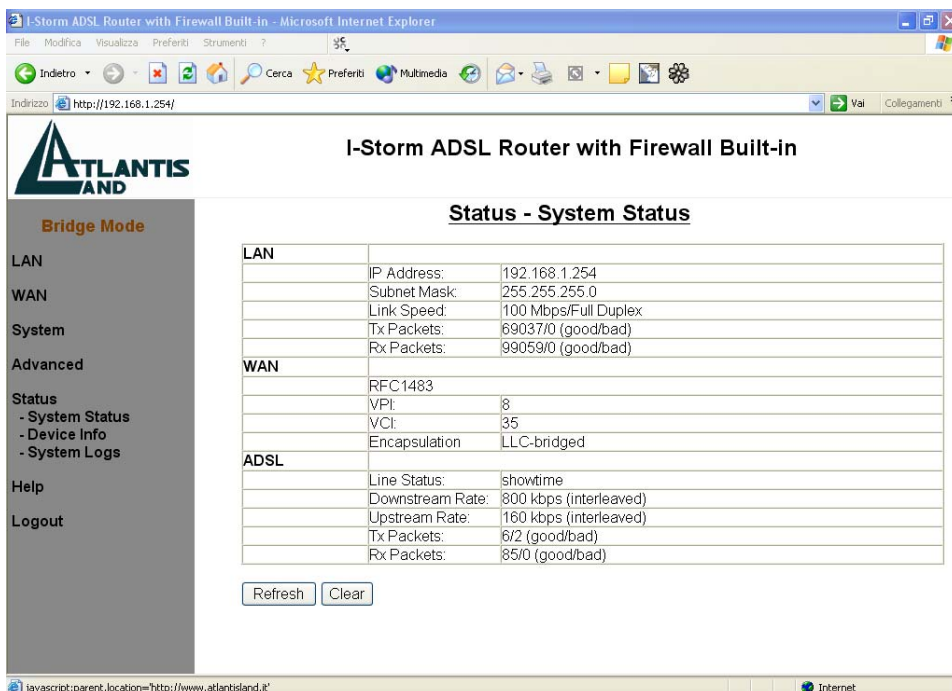 I-Storm ADSL Router with Firewall Built-in - Microsoft Internet Explorer
File Modifica Visualizza Preferiti Strumenti ?
Indietro Cerca Preferiti Multimedia
Indirizzo http://192.168.1.254/ Vai Collegamenti
ATLANTIS
LAND
I-Storm ADSL Router with Firewall Built-in
Bridge Mode
LAN
WAN
System
Advanced
Status
- System Status
- Device Info
- System Logs
Help
Logout
Status - System Status
LAN
IP Address: 192.168.1.254
Subnet Mask: 255.255.255.0
Link Speed: 100 Mbps/Full Duplex
Tx Packets: 69037/0 (good/bad)
Rx Packets: 99059/0 (good/bad)
WAN
RFC1483
VPI: 8
VCI: 35
Encapsulation LLC-bridged
ADSL
Line Status: showtime
Downstream Rate: 800 kbps (interleaved)
Upstream Rate: 160 kbps (interleaved)
Tx Packets: 6/2 (good/bad)
Rx Packets: 85/0 (good/bad)
Refresh Clear
javascript:parent.location='http://www.atlantisland.it' Internet